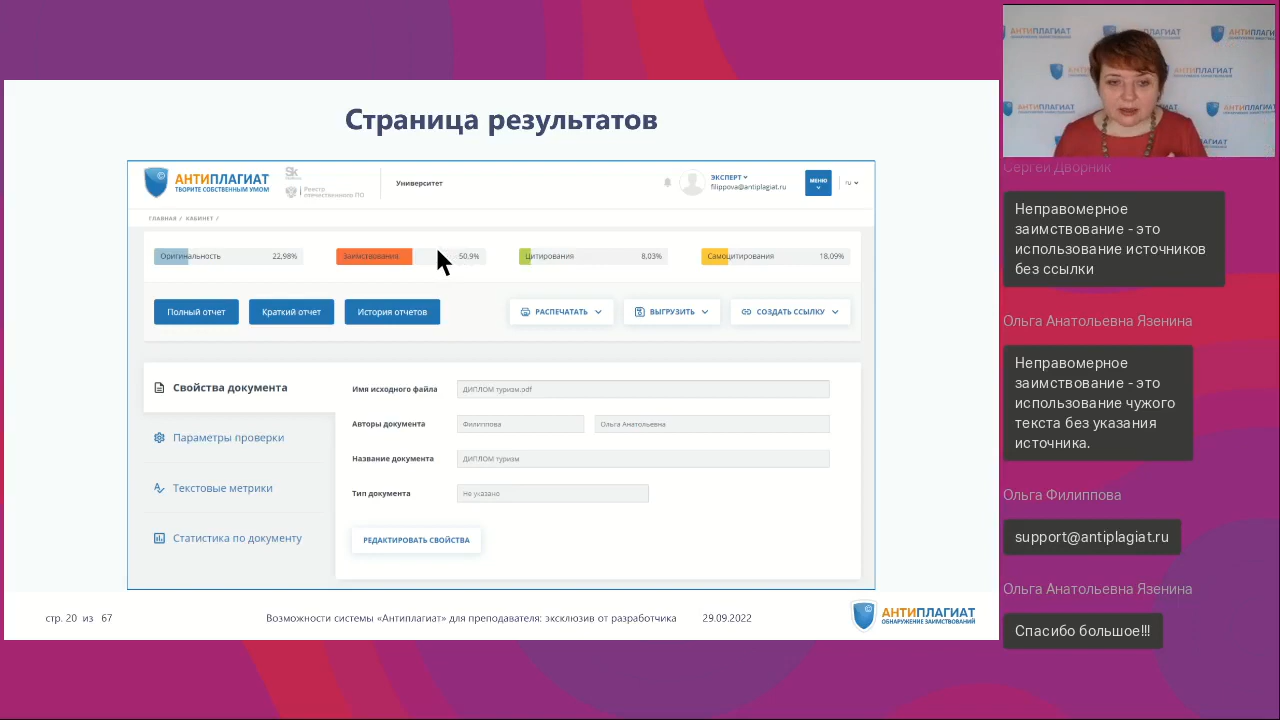 Страница результатов
АНТИПЛАГИАТ
ТВОРИТЕ СОБСТВЕННЫМ УМОМ
Sk
Реестр
отечественного ПО
Университет
ЭКСПЕРТ
filippova@antiplagiat.ru
МЕНЮ
ru
ГЛАВНАЯ / КАБИНЕТ /
Оригинальность 22,98%
Заимствования 50,9%
Цитирования 8,03%
Самоцитирования 18,09%
Полный отчет
Краткий отчет
История отчетов
РАСПЕЧАТАТЬ
ВЫГРУЗИТЬ
СОЗДАТЬ ССЫЛКУ
Свойства документа
Параметры проверки
Текстовые метрики
Статистика по документу
Имя исходного файла ДИПЛОМ туризм.pdf
Авторы документа Филиппова Ольга Анатольевна
Название документа ДИПЛОМ туризм
Тип документа Не указано
РЕДАКТИРОВАТЬ СВОЙСТВА
стр. 20 из 67
Возможности системы «Антиплагиат» для преподавателя: эксклюзив от разработчика
29.09.2022
АНТИПЛАГИАТ
ОБНАРУЖЕНИЕ ЗАИМСТВОВАНИЙ
АНТИПЛАГИАТ
Сергей Дворник
Неправомерное
заимствование - это
использование источников
без ссылки
Ольга Анатольевна Язенина
Неправомерное
заимствование - это
использование чужого
текста без указания
источника.
Ольга Филиппова
support@antiplagiat.ru
Ольга Анатольевна Язенина
Спасибо большое!!!